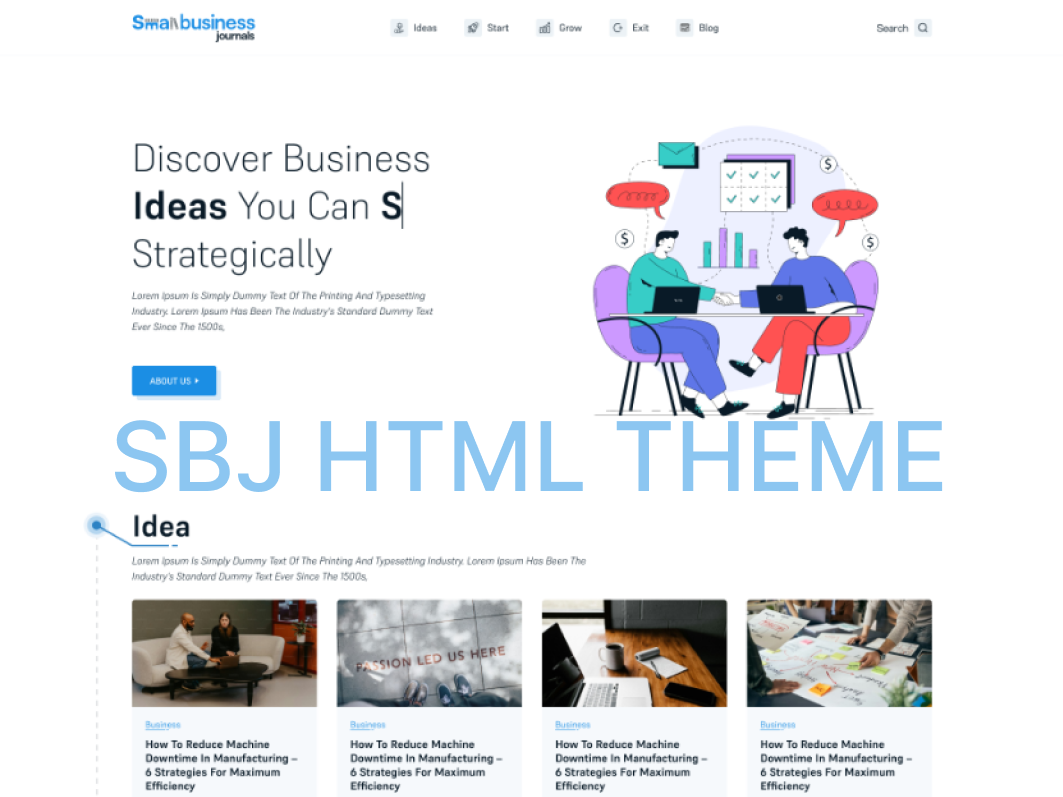 Smallbusiness
journals
Ideas
Start
Grow
Exit
Blog
Search
Discover Business
Ideas You Can S
Strategically
Lorem Ipsum Is Simply Dummy Text Of The Printing And Typesetting
Industry. Lorem Ipsum Has Been The Industry's Standard Dummy Text
Ever Since The 1500s,
ABOUT US
$
$
$
SBJ HTML THEME
Idea
Lorem Ipsum Is Simply Dummy Text Of The Printing And Typesetting Industry. Lorem Ipsum Has Been The
Industry's Standard Dummy Text Ever Since The 1500s,
PASSION LED US HERE
Business
How To Reduce Machine
Downtime In Manufacturing –
6 Strategies For Maximum
Efficiency
Business
How To Reduce Machine
Downtime In Manufacturing –
6 Strategies For Maximum
Efficiency
Business
How To Reduce Machine
Downtime In Manufacturing –
6 Strategies For Maximum
Efficiency
Business
How To Reduce Machine
Downtime In Manufacturing –
6 Strategies For Maximum
Efficiency